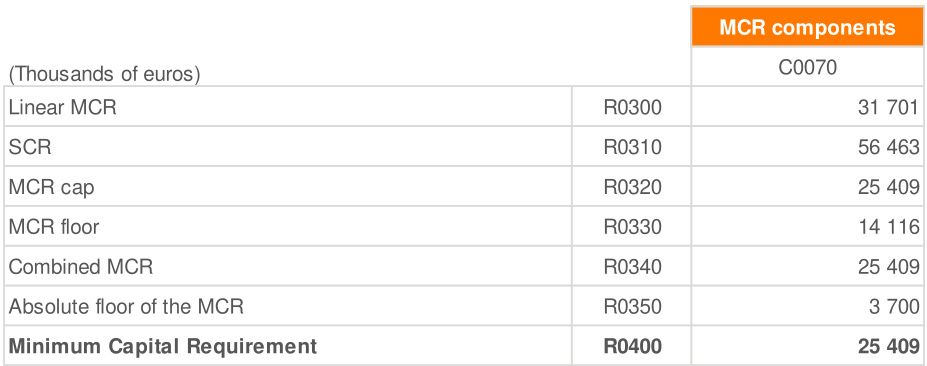 MCR components
(Thousands of euros) C0070
Linear MCR R0300 31 701
SCR R0310 56 463
MCR cap R0320 25 409
MCR floor R0330 14 116
Combined MCR R0340 25 409
Absolute floor of the MCR R0350 3 700
Minimum Capital Requirement R0400 25 409